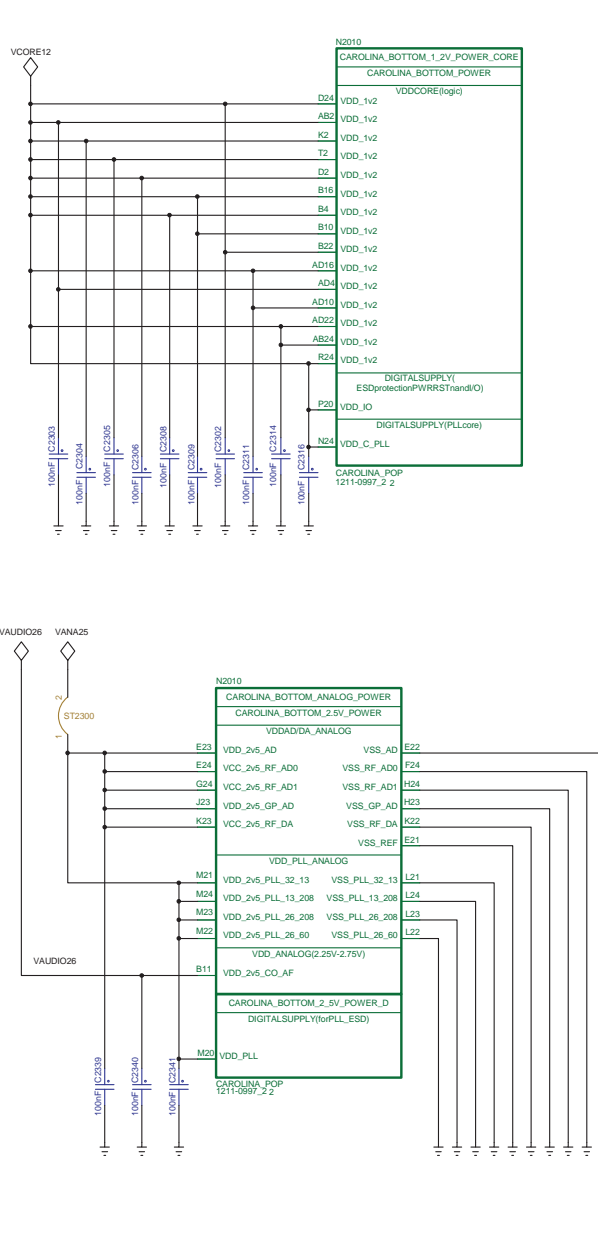 VCORE12
N2010
CAROLINA_BOTTOM_1_2V_POWER_CORE
CAROLINA_BOTTOM_POWER
VDDCORE(logic)
D24 VDD_1v2
AB2 VDD_1v2
K2 VDD_1v2
T2 VDD_1v2
D2 VDD_1v2
B16 VDD_1v2
B4 VDD_1v2
B10 VDD_1v2
B22 VDD_1v2
AD16 VDD_1v2
AD4 VDD_1v2
AD10 VDD_1v2
AD22 VDD_1v2
AB24 VDD_1v2
R24 VDD_1v2
DIGITALSUPPLY(
ESDprotectionPWRRSTnandI/O)
P20 VDD_IO
DIGITALSUPPLY(PLLcore)
N24 VDD_C_PLL
CAROLINA_POP
1211-0997_2 2
100nF C2303
100nF C2304
100nF C2305
100nF C2306
100nF C2308
100nF C2309
100nF C2302
100nF C2311
100nF C2314
100nF C2316
VAUDIO26 VANA25
2
ST2300
1
N2010
CAROLINA_BOTTOM_ANALOG_POWER
CAROLINA_BOTTOM_2.5V_POWER
VDDAD/DA_ANALOG
E23 VDD_2v5_AD VSS_AD E22
E24 VCC_2v5_RF_AD0 VSS_RF_AD0 F24
G24 VCC_2v5_RF_AD1 VSS_RF_AD1 H24
J23 VDD_2v5_GP_AD VSS_GP_AD H23
K23 VCC_2v5_RF_DA VSS_RF_DA K22
VSS_REF E21
VDD_PLL_ANALOG
M21 VDD_2v5_PLL_32_13 VSS_PLL_32_13 L21
M24 VDD_2v5_PLL_13_208 VSS_PLL_13_208 L24
M23 VDD_2v5_PLL_26_208 VSS_PLL_26_208 L23
M22 VDD_2v5_PLL_26_60 VSS_PLL_26_60 L22
VDD_ANALOG(2.25V-2.75V)
VAUDIO26
B11 VDD_2v5_CO_AF
CAROLINA_BOTTOM_2_5V_POWER_D
DIGITALSUPPLY(forPLL_ESD)
M20 VDD_PLL
CAROLINA_POP
1211-0997_2 2
100nF C2339
100nF C2340
100nF C2341